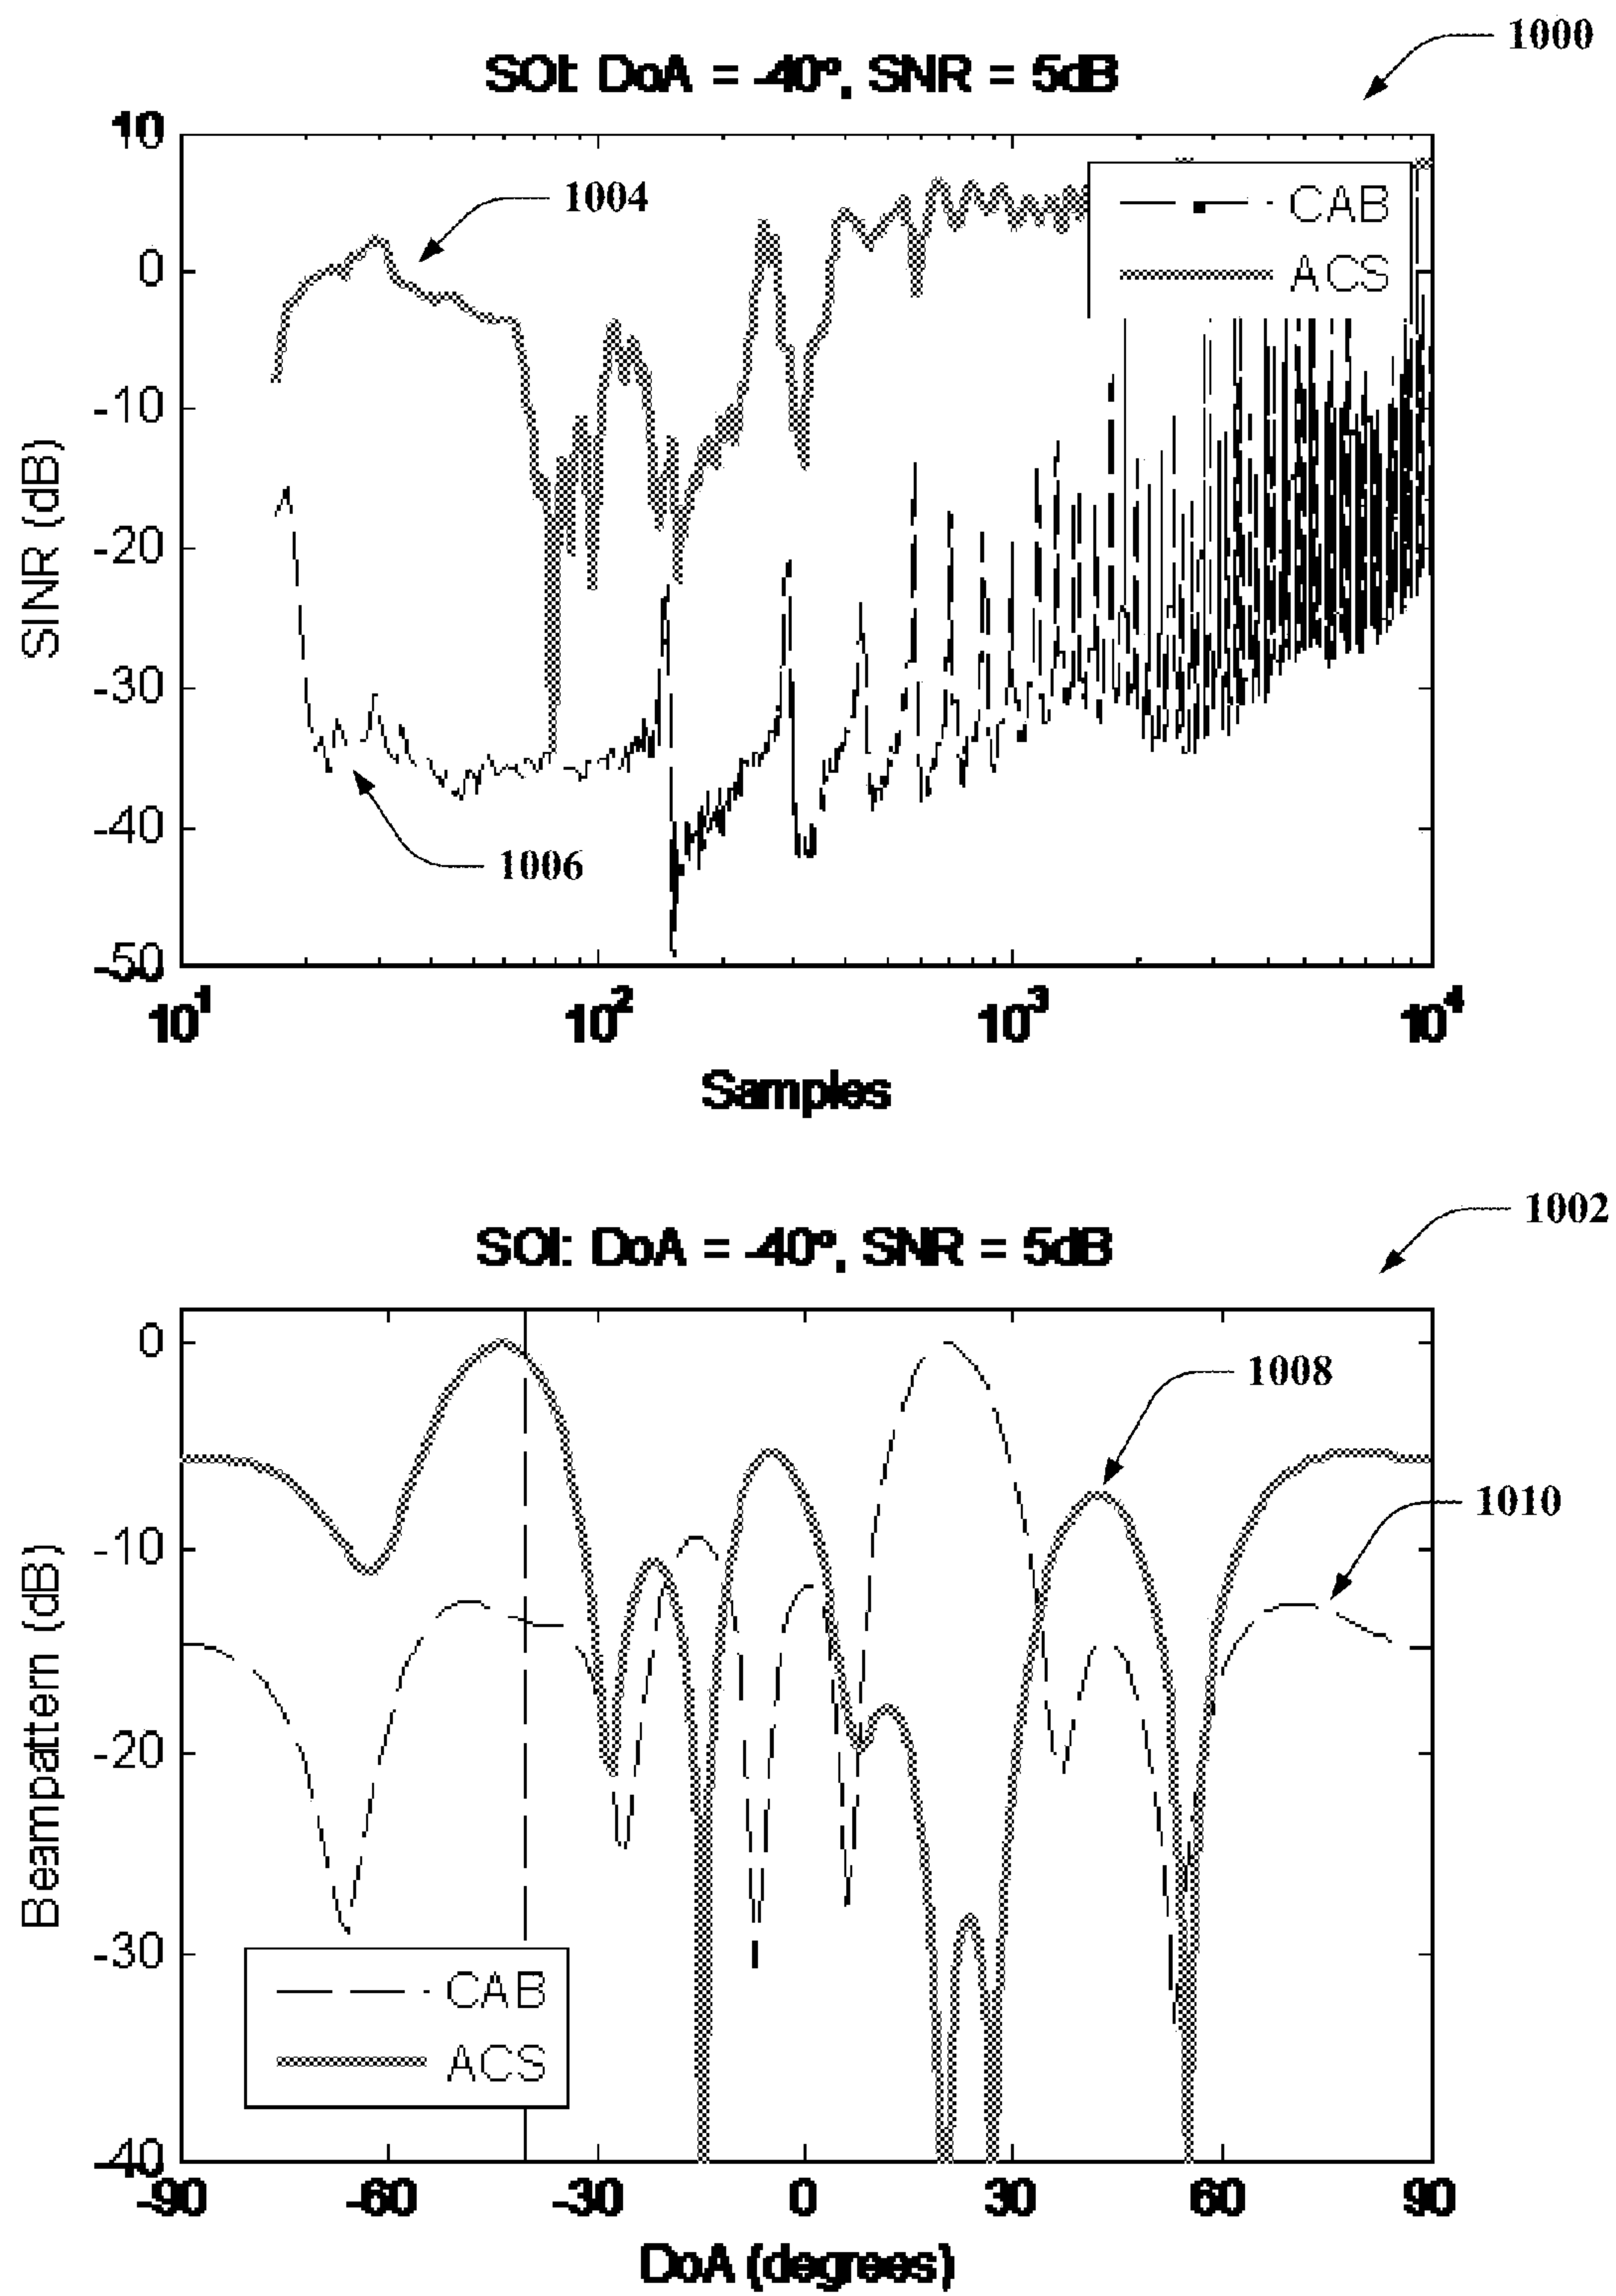 1000
SOI: DoA = -40º, SNR = 5dB
10
0
-10
-20
-30
-40
-50
SINR (dB)
1004
1006
CAB
ACS
10¹
10²
10³
10⁴
Samples
1002
SOI: DoA = -40º, SNR = 5dB
0
-10
-20
-30
-40
Beampattern (dB)
1008
1010
CAB
ACS
-90
-60
-30
0
30
60
90
DoA (degrees)